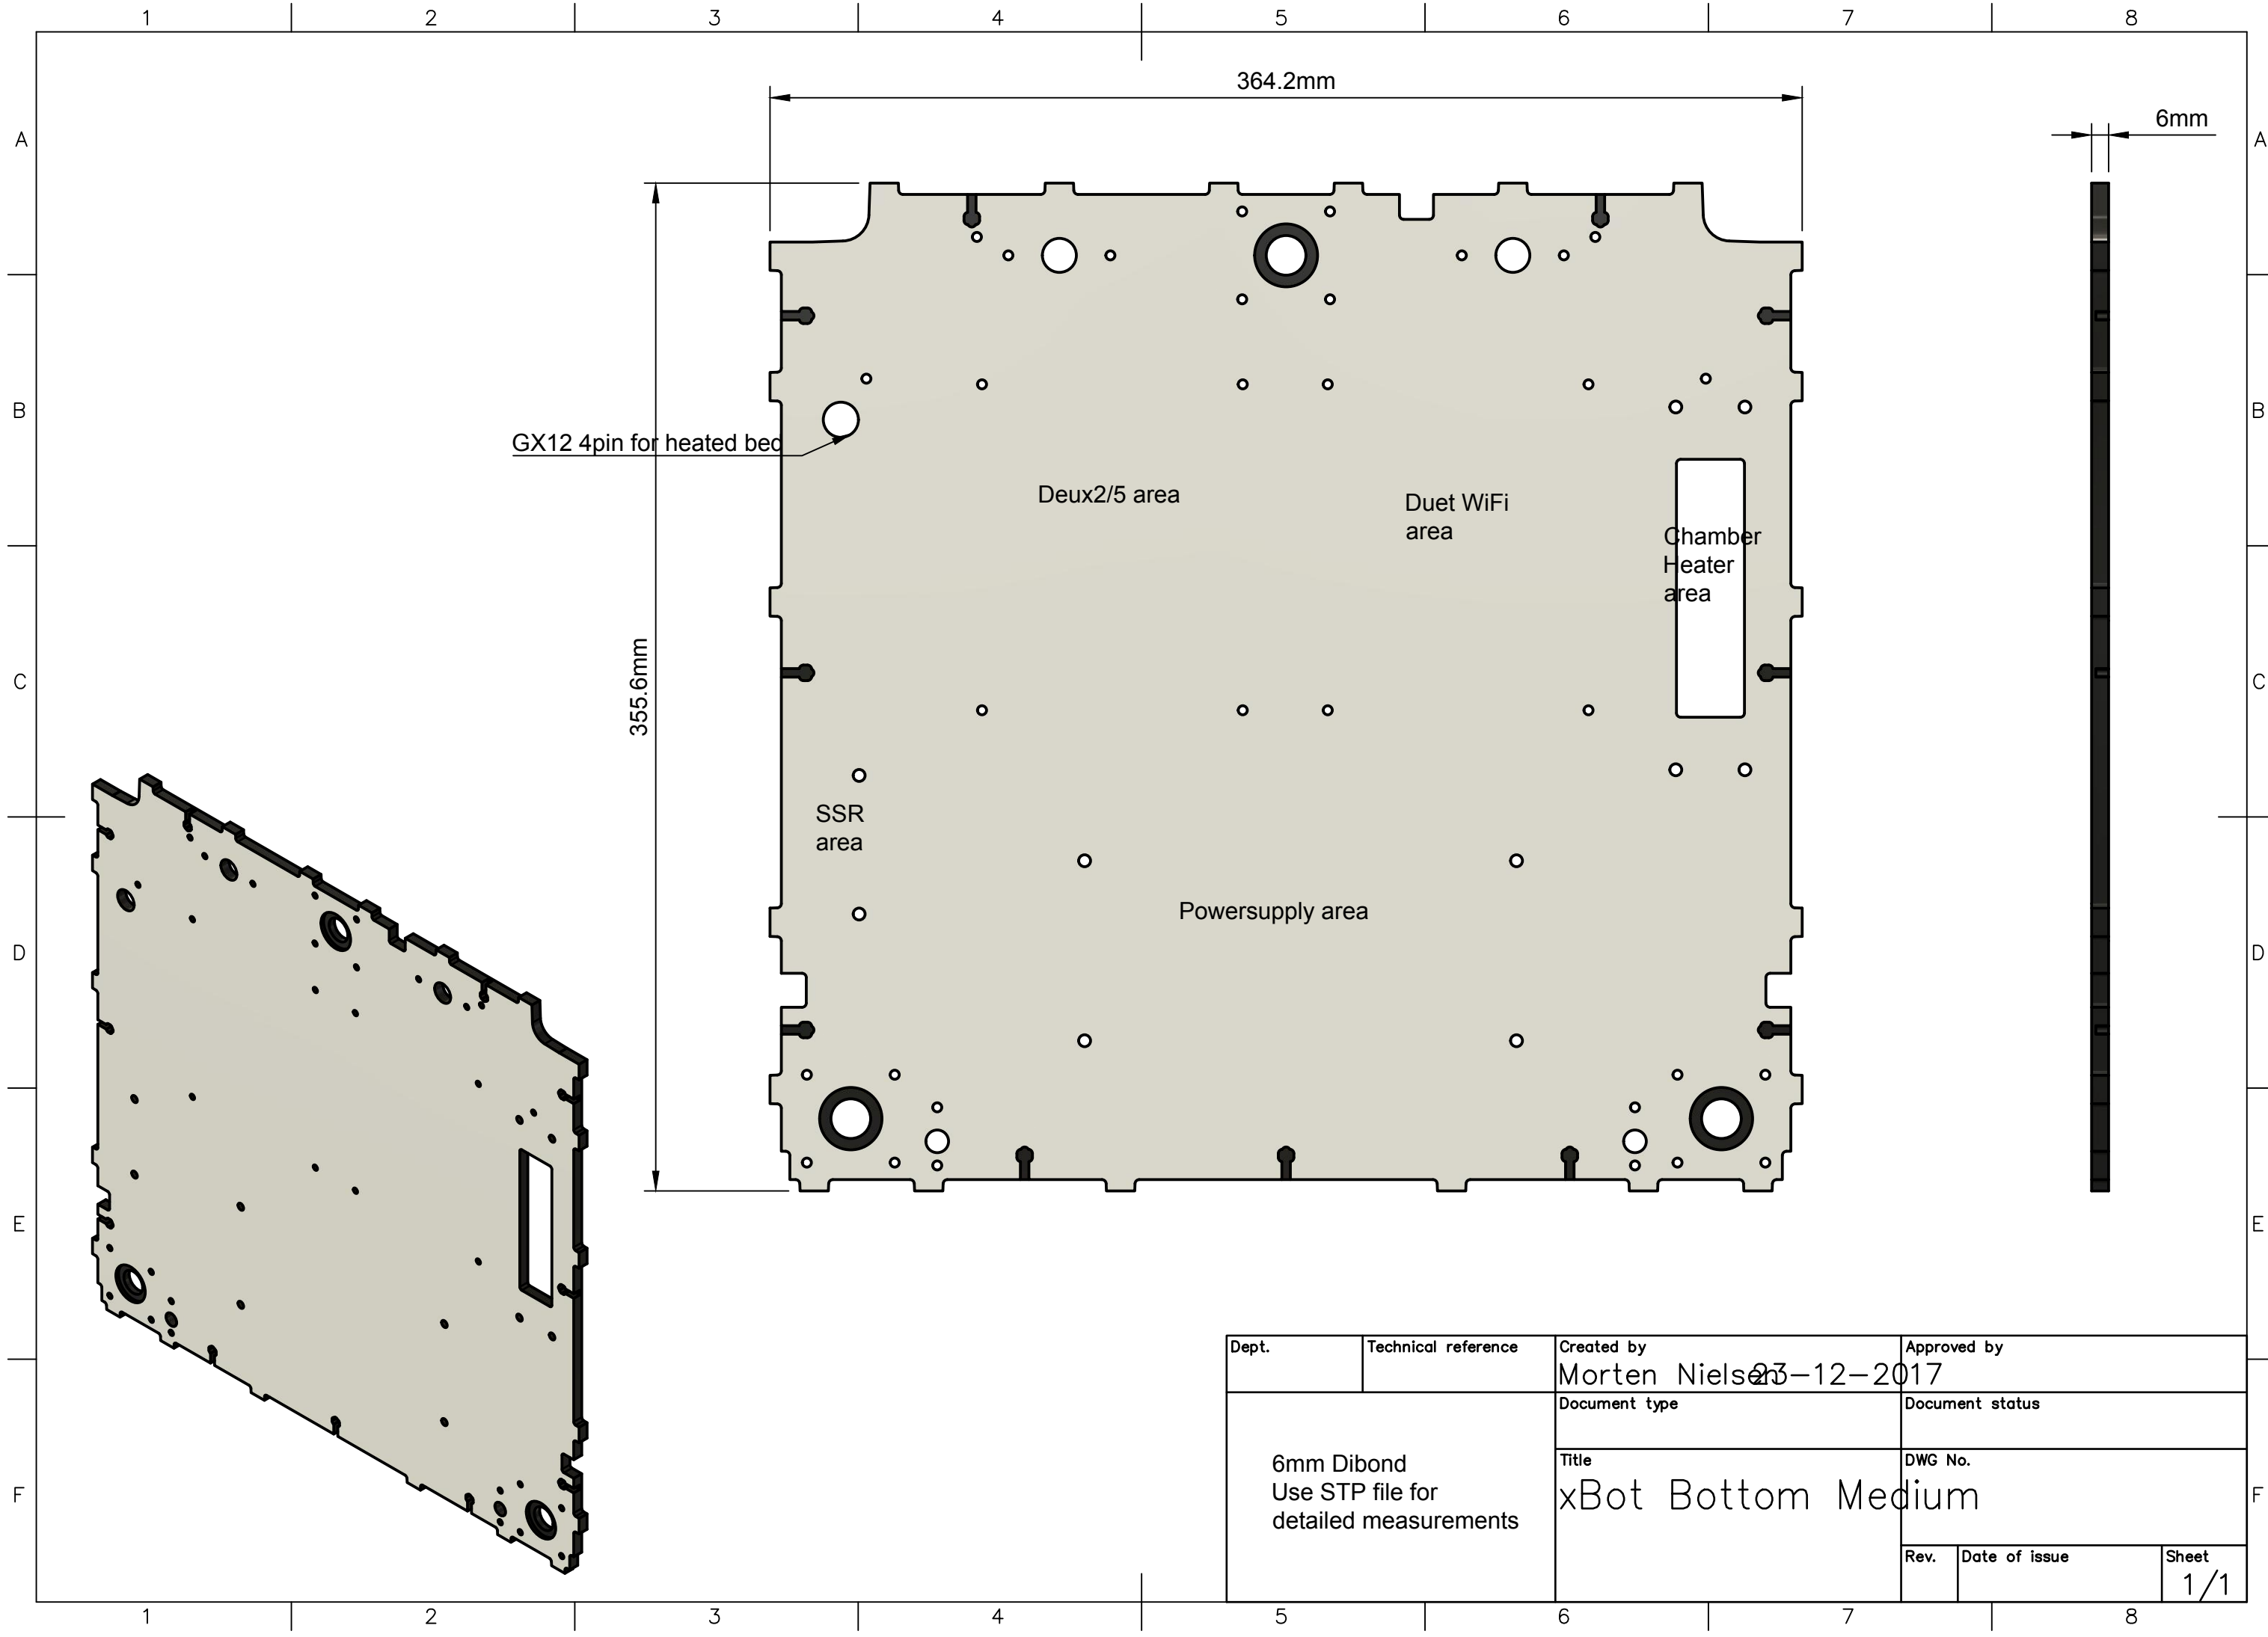 1 2 3 4 5 6 7 8
364.2mm
6mm
A A
B B
GX12 4pin for heated bed
Deux2/5 area
Duet WiFi
area
Chamber
Heater
area
355.6mm
C C
SSR
area
Powersupply area
D D
E E
F F
Dept.
Technical reference
Created by
Morten Nielsen
23-12-2017
Approved by
Document type
Document status
6mm Dibond
Use STP file for
detailed measurements
Title
xBot Bottom Medium
DWG No.
Rev.
Date of issue
Sheet
1/1
1 2 3 4 5 6 7 8